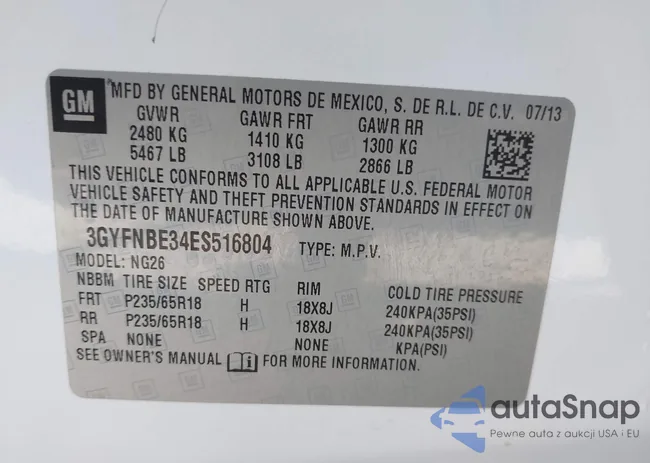 GM
MFD BY GENERAL MOTORS DE MEXICO, S. DE R.L. DE C.V. 07/13
GVWR GAWR FRT GAWR RR
2480 KG 1410 KG 1300 KG
5467 LB 3108 LB 2866 LB
THIS VEHICLE CONFORMS TO ALL APPLICABLE U.S. FEDERAL MOTOR
VEHICLE SAFETY AND THEFT PREVENTION STANDARDS IN EFFECT ON
THE DATE OF MANUFACTURE SHOWN ABOVE.
3GYFNBE34ES516804 TYPE: M.P.V.
MODEL: NG26
NBBM TIRE SIZE SPEED RTG RIM COLD TIRE PRESSURE
FRT P235/65R18 H 18X8J 240KPA(35PSI)
RR P235/65R18 H 18X8J 240KPA(35PSI)
SPA NONE NONE KPA(PSI)
SEE OWNER'S MANUAL i FOR MORE INFORMATION.
autaSnap
Pewne auta z aukcji USA i EU